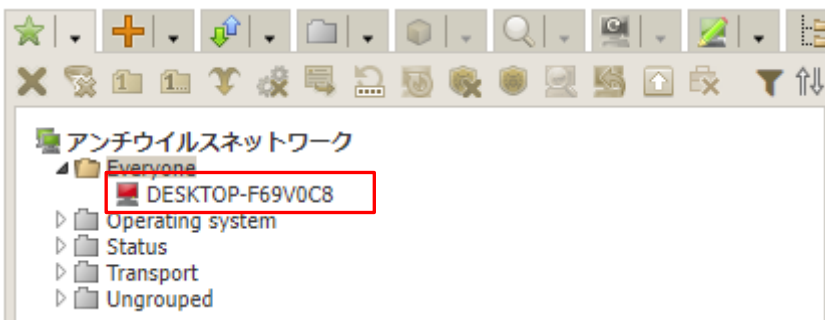 アンチウイルスネットワーク
Everyone
DESKTOP-F69V0C8
Operating system
Status
Transport
Ungrouped